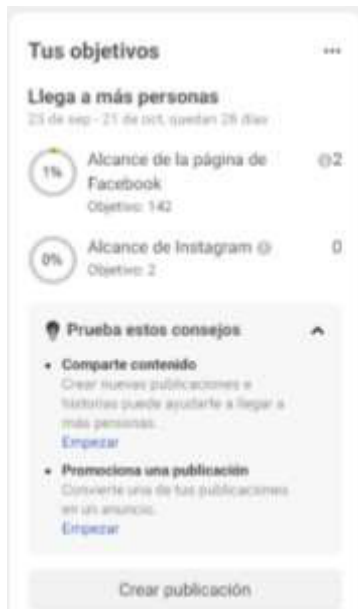 Tus objetivos
Llega a más personas
23 de sep - 21 de oct, quedan 28 días
1%
Alcance de la página de
2
Facebook
Objetivo: 142
0%
Alcance de Instagram
0
Objetivo: 2
Prueba estos consejos
• Comparte contenido
Crear nuevas publicaciones e
historias puede ayudarte a llegar a
más personas.
Empezar
• Promociona una publicación
Convierte una de tus publicaciones
en un anuncio.
Empezar
Crear publicación